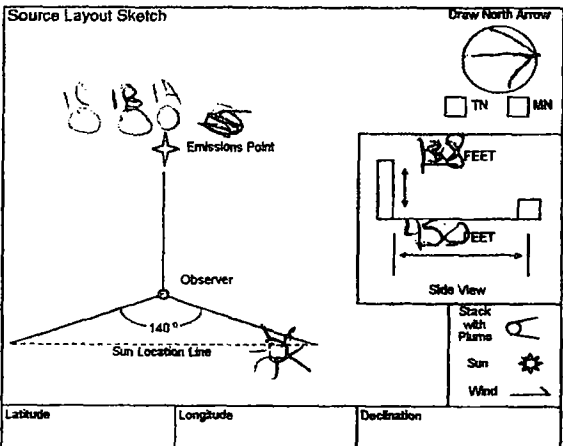 Source Layout Sketch
Draw North Arrow
TN MN
1B 1A
Emissions Point
FEET
450 FEET
Observer
140°
Sun Location Line
Side View
Stack with Plume
Sun
Wind
Latitude Longitude Declination